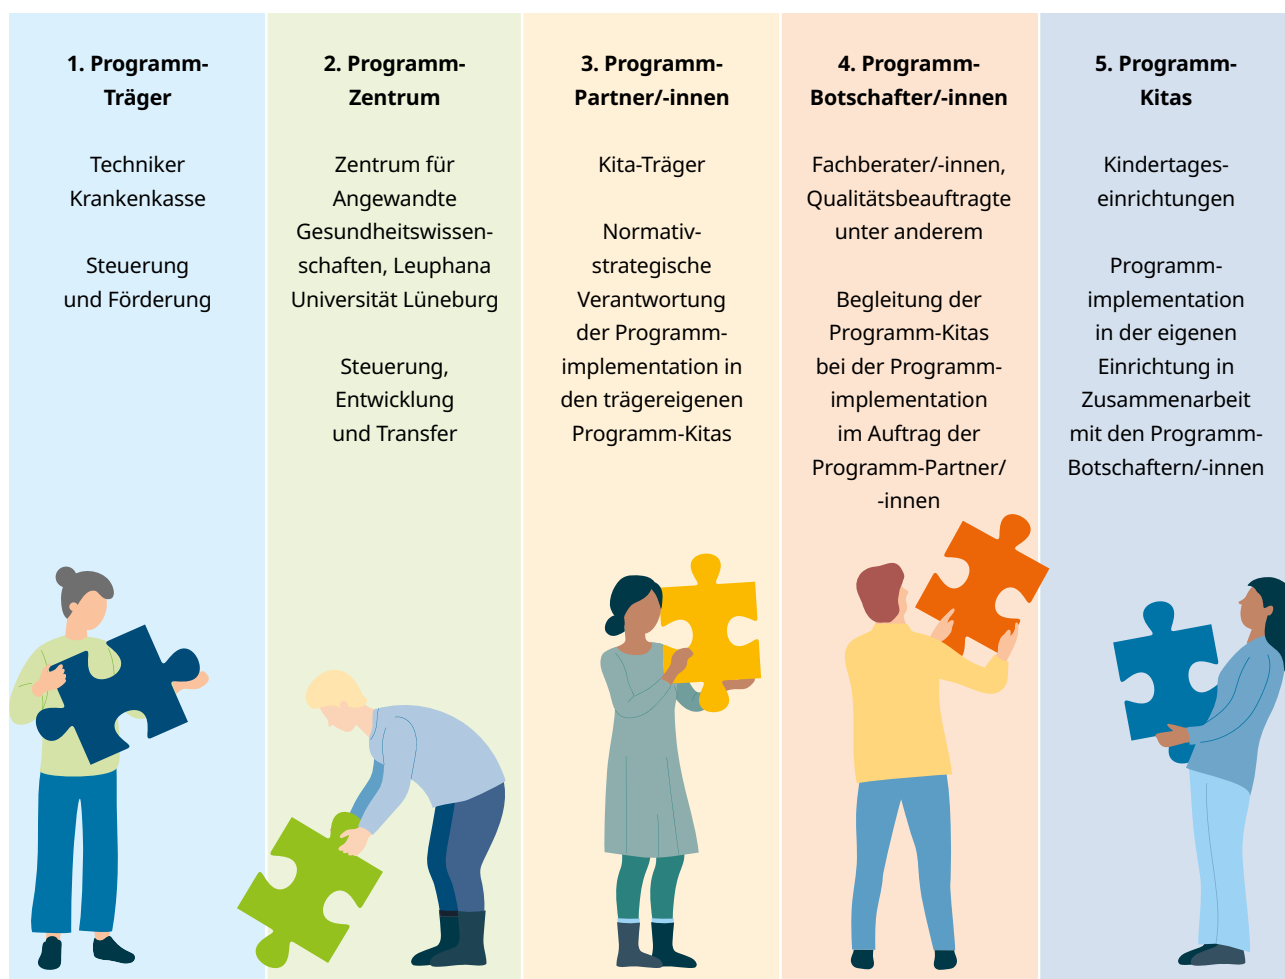 1. Programm-
Träger
Techniker
Krankenkasse
Steuerung
und Förderung
2. Programm-
Zentrum
Zentrum für
Angewandte
Gesundheitswissen-
schaften, Leuphana
Universität Lüneburg
Steuerung,
Entwicklung
und Transfer
3. Programm-
Partner/-innen
Kita-Träger
Normativ-
strategische
Verantwortung
der Programm-
implementation in
den trägereigenen
Programm-Kitas
4. Programm-
Botschafter/-innen
Fachberater/-innen,
Qualitätsbeauftragte
unter anderem
Begleitung der
Programm-Kitas
bei der Programm-
implementation
im Auftrag der
Programm-Partner/
-innen
5. Programm-
Kitas
Kindertages-
einrichtungen
Programm-
implementation
in der eigenen
Einrichtung in
Zusammenarbeit
mit den Programm-
Botschaftern/-innen